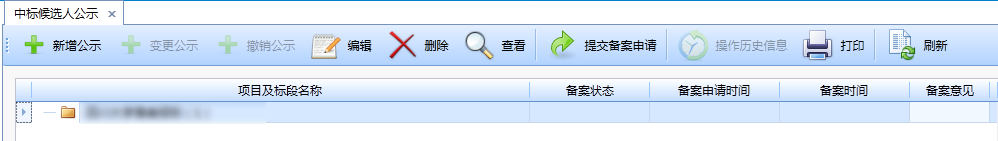 中标候选人公示 ×
新增公示 变更公示 撤销公示 编辑 删除 查看 提交备案申请 操作历史信息 打印 刷新
项目及标段名称 备案状态 备案申请时间 备案时间 备案意见